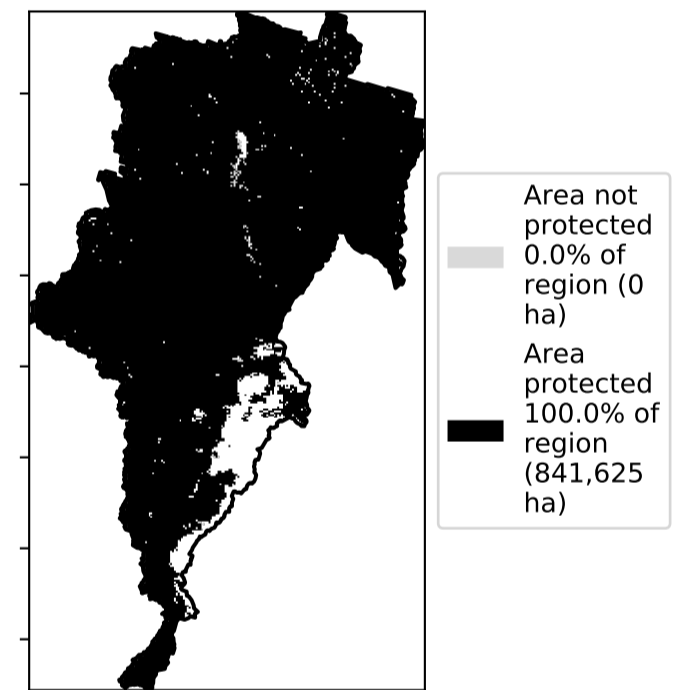 Area not
protected
0.0% of
region (0
ha)
Area
protected
100.0% of
region
(841,625
ha)